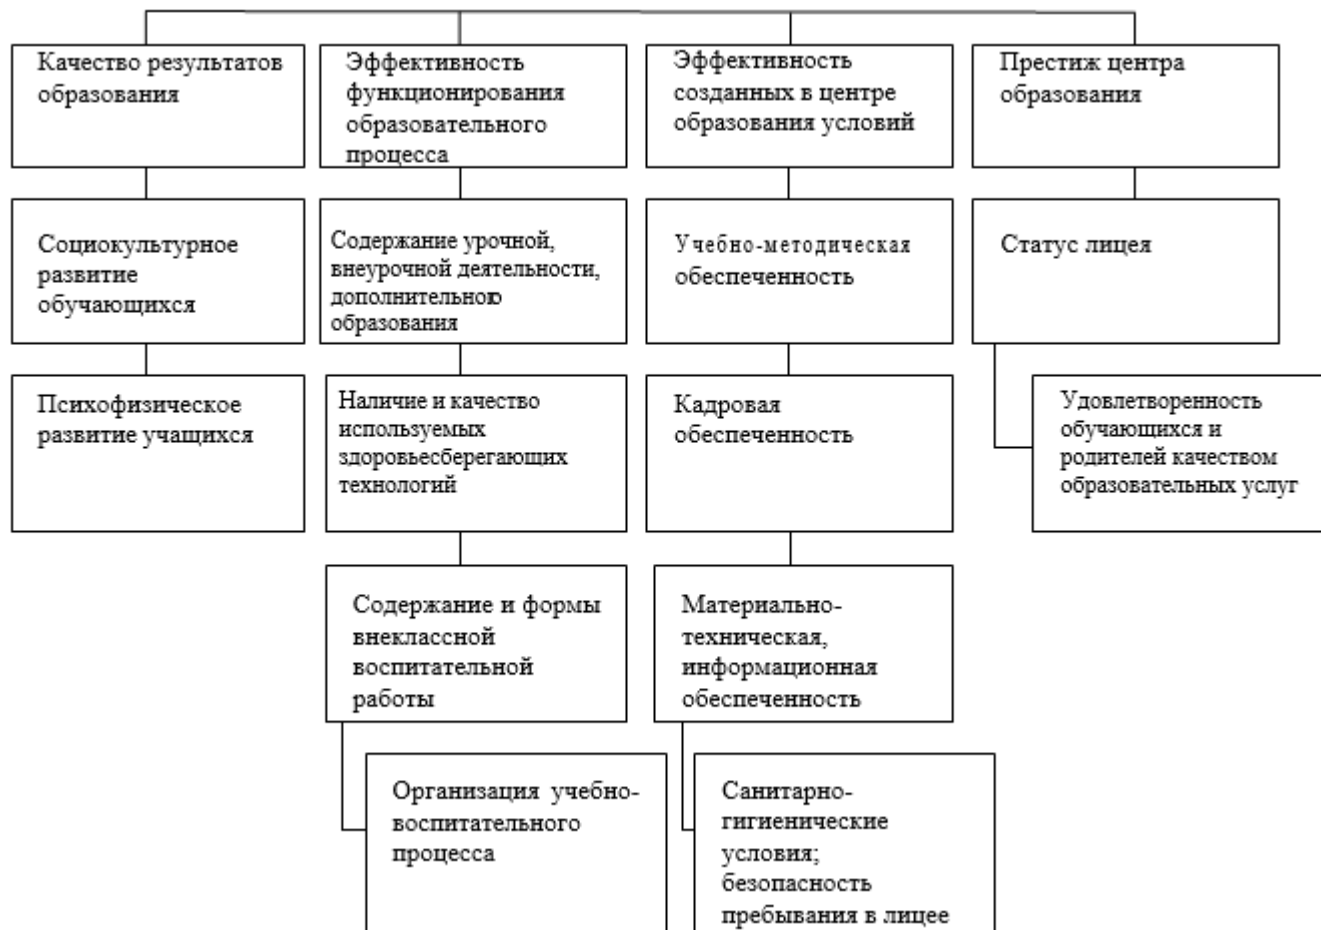 Качество результатов
образования
Эффективность
функционирования
образовательного
процесса
Эффективность
созданных в центре
образования условий
Престиж центра
образования
Социокультурное
развитие
обучающихся
Содержание урочной,
внеурочной деятельности,
дополнительного
образования
Учебно-методическая
обеспеченность
Статус лицея
Психофизическое
развитие учащихся
Наличие и качество
используемых
здоровьесберегающих
технологий
Кадровая
обеспеченность
Удовлетворенность
обучающихся и
родителей качеством
образовательных услуг
Содержание и формы
внеклассной
воспитательной
работы
Материально-
техническая,
информационная
обеспеченность
Организация учебно-
воспитательного
процесса
Санитарно-
гигиенические
условия;
безопасность
пребывания в лицее